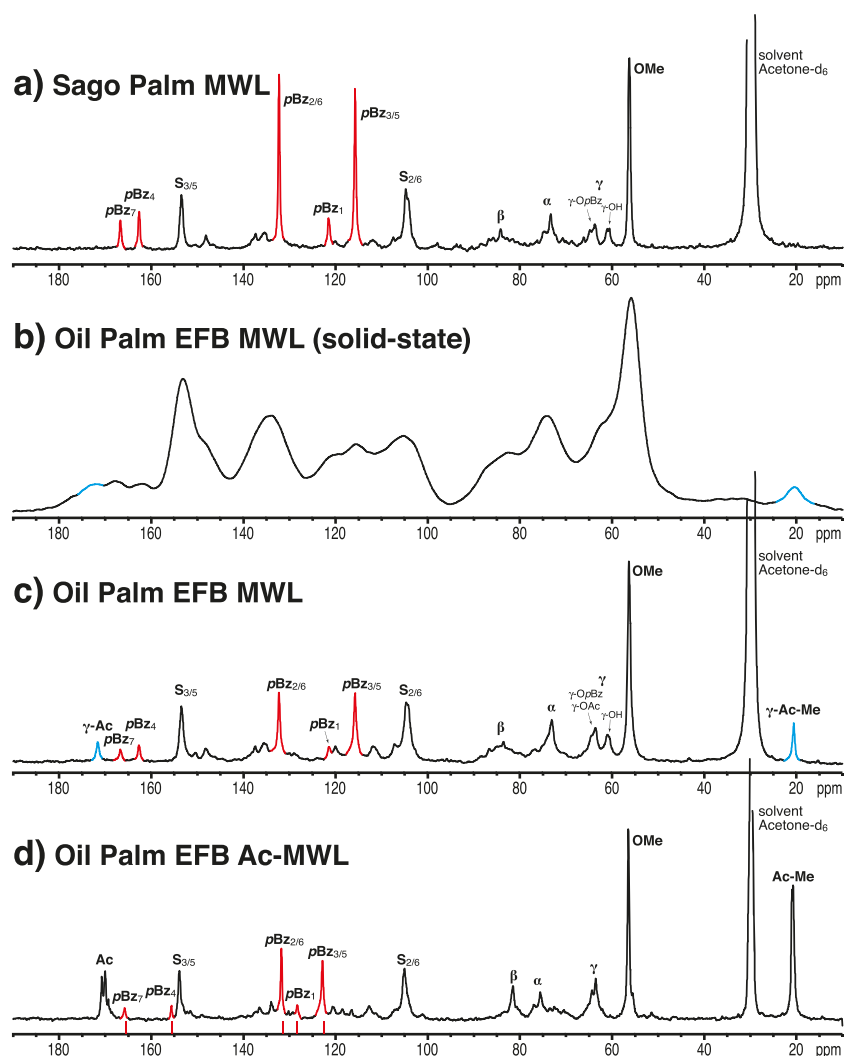 a) Sago Palm MWL
pBz7
pBz4
S3/5
pBz2/6
pBz1
pBz3/5
S2/6
β
α
γ
γ-OpBz
γ-OH
OMe
solvent
Acetone-d6
180 160 140 120 100 80 60 40 20 ppm
b) Oil Palm EFB MWL (solid-state)
180 160 140 120 100 80 60 40 20 ppm
c) Oil Palm EFB MWL
γ-Ac
pBz7
pBz4
S3/5
pBz2/6
pBz1
pBz3/5
S2/6
β
α
γ
γ-OpBz
γ-OAc
γ-OH
OMe
solvent
Acetone-d6
γ-Ac-Me
180 160 140 120 100 80 60 40 20 ppm
d) Oil Palm EFB Ac-MWL
Ac
pBz7
pBz4
S3/5
pBz2/6
pBz1
pBz3/5
S2/6
β
α
γ
OMe
solvent
Acetone-d6
Ac-Me
180 160 140 120 100 80 60 40 20 ppm